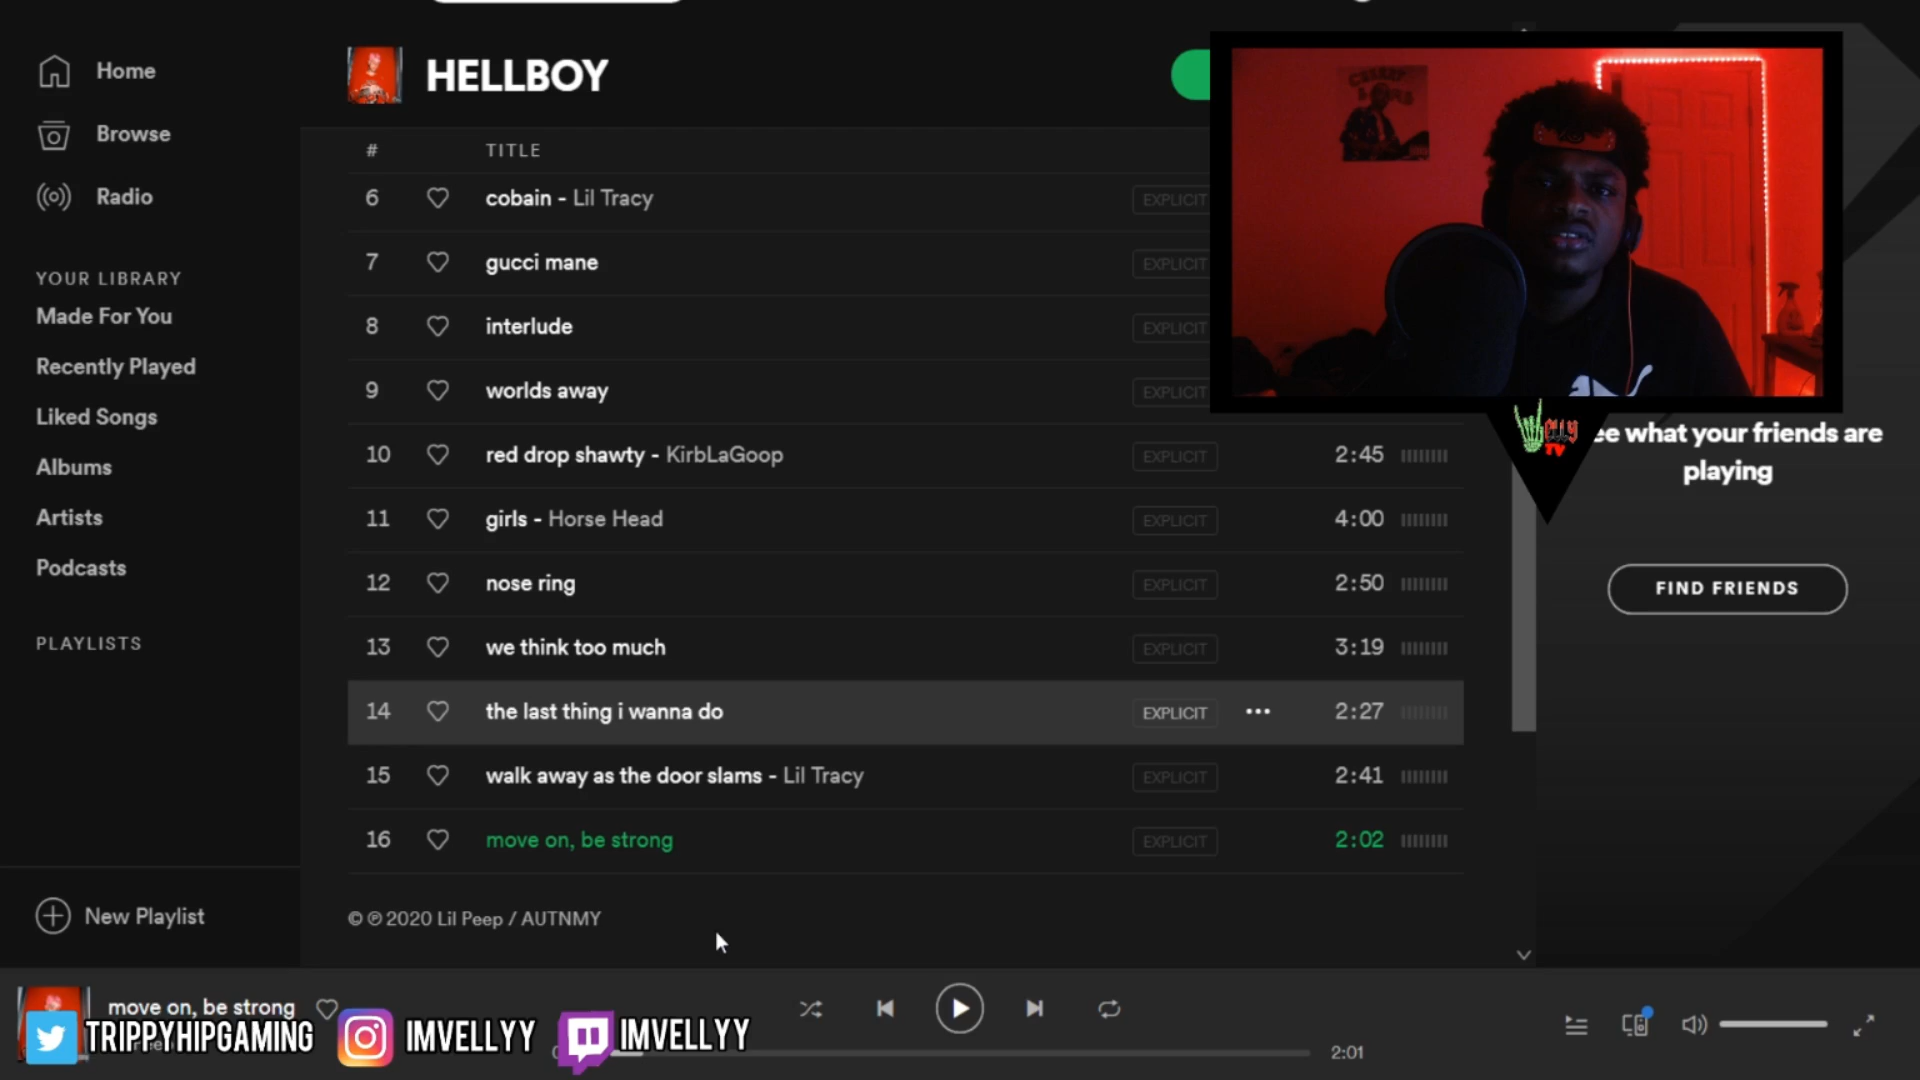 Home
Browse
Radio
YOUR LIBRARY
Made For You
Recently Played
Liked Songs
Albums
Artists
Podcasts
PLAYLISTS
New Playlist
HELLBOY
# TITLE
6 cobain - Lil Tracy EXPLICIT
7 gucci mane EXPLICIT
8 interlude EXPLICIT
9 worlds away EXPLICIT
10 red drop shawty - KirbLaGoop EXPLICIT 2:45
11 girls - Horse Head EXPLICIT 4:00
12 nose ring EXPLICIT 2:50
13 we think too much EXPLICIT 3:19
14 the last thing i wanna do EXPLICIT ••• 2:27
15 walk away as the door slams - Lil Tracy EXPLICIT 2:41
16 move on, be strong EXPLICIT 2:02
© ℗ 2020 Lil Peep / AUTNMY
ELLY
TV
ee what your friends are
playing
FIND FRIENDS
move on, be strong
TRIPPYHIPGAMING IMVELLYY IMVELLYY
2:01